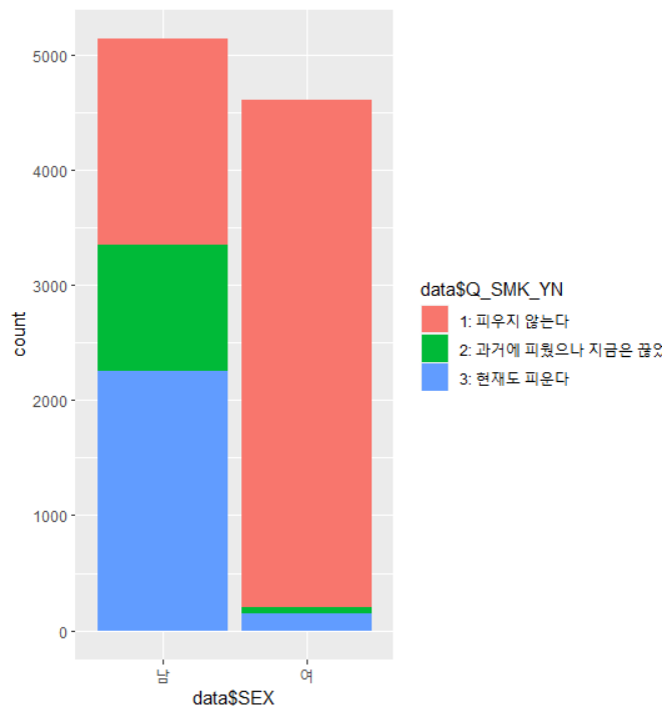 5000
4000
3000
2000
1000
0
count
남
여
data$SEX
data$Q_SMK_YN
1: 피우지 않는다
2: 과거에 피웠으나 지금은
3: 현재도 피운다